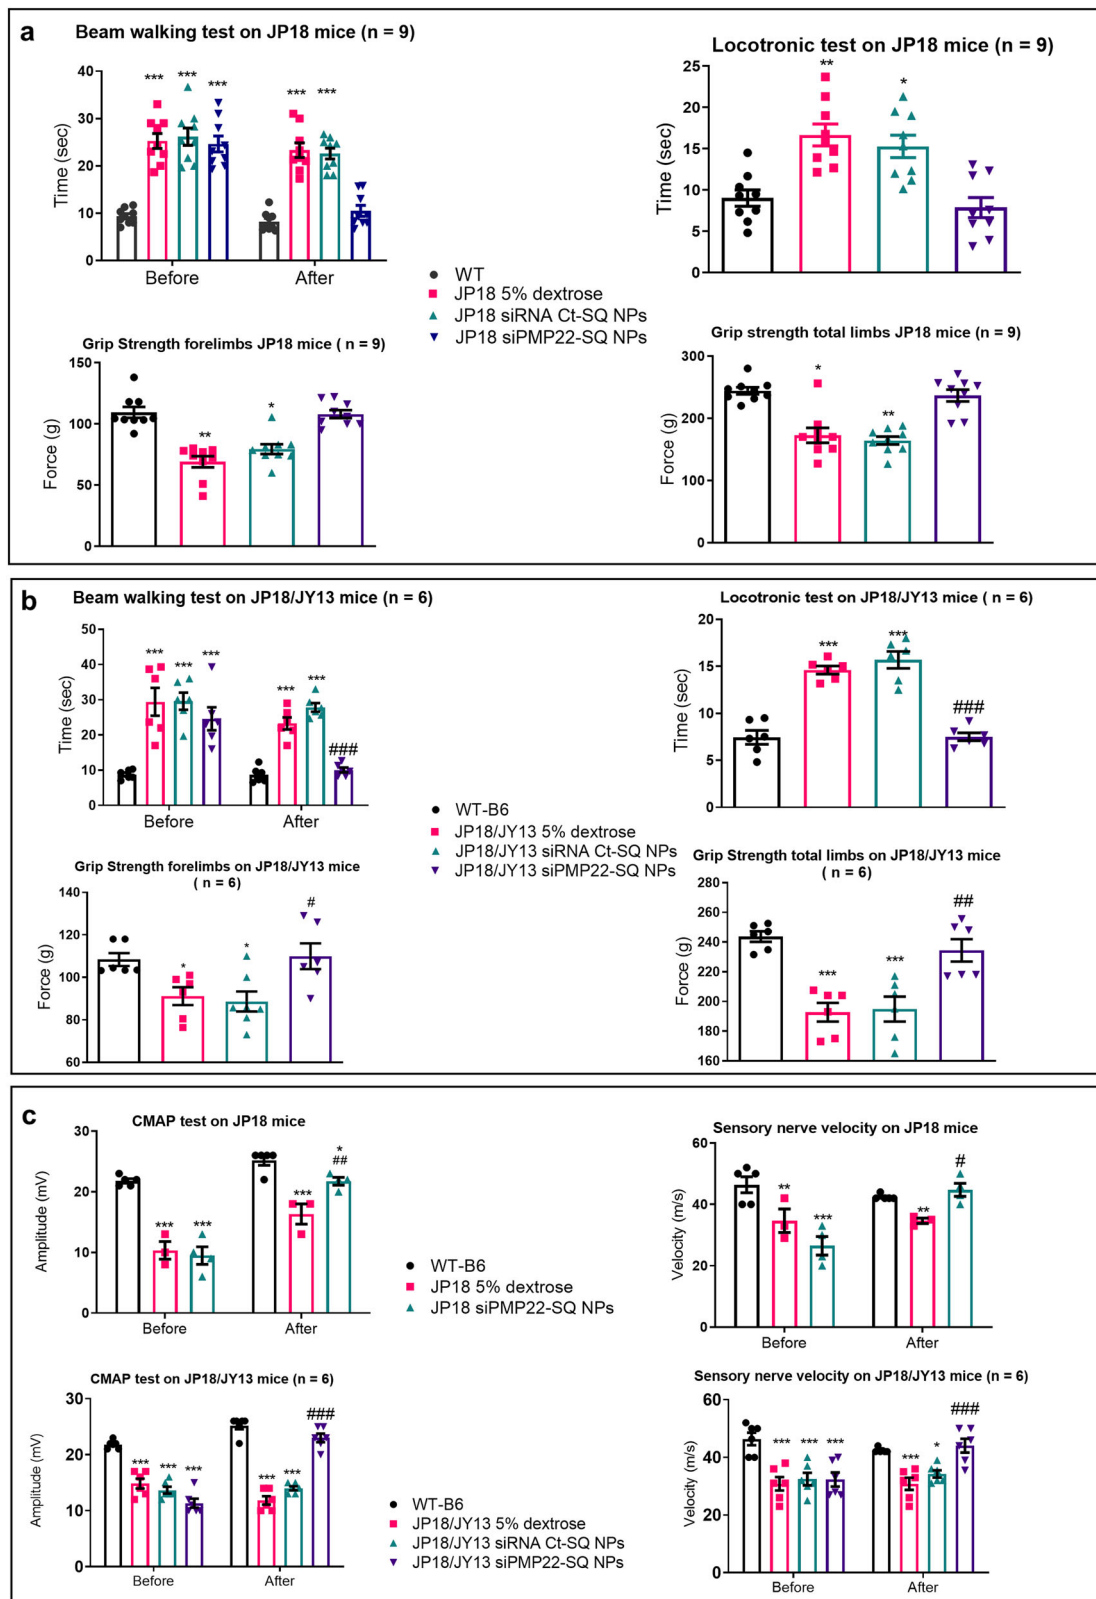 a
Beam walking test on JP18 mice (n = 9)
Time (sec)
40
30
20
10
0
*** *** ***
*** ***
Before After
Locotronic test on JP18 mice (n = 9)
Time (sec)
25
20
15
10
5
0
** *
WT
JP18 5% dextrose
JP18 siRNA Ct-SQ NPs
JP18 siPMP22-SQ NPs
Grip Strength forelimbs JP18 mice ( n = 9)
Force (g)
150
100
50
0
** *
Grip strength total limbs JP18 mice (n = 9)
Force (g)
300
200
100
0
* **
b
Beam walking test on JP18/JY13 mice (n = 6)
Time (sec)
50
40
30
20
10
0
*** *** ***
*** *** ###
Before After
Locotronic test on JP18/JY13 mice ( n = 6)
Time (sec)
20
15
10
5
0
*** *** ###
WT-B6
JP18/JY13 5% dextrose
JP18/JY13 siRNA Ct-SQ NPs
JP18/JY13 siPMP22-SQ NPs
Grip Strength forelimbs on JP18/JY13 mice
( n = 6)
Force (g)
140
120
100
80
60
* * #
Grip Strength total limbs on JP18/JY13 mice
( n = 6)
Force (g)
280
260
240
220
200
180
160
*** *** ##
c
CMAP test on JP18 mice
Amplitude (mV)
30
20
10
0
*** ***
*** *
##
Before After
Sensory nerve velocity on JP18 mice
Velocity (m/s)
60
40
20
0
** ***
** #
Before After
WT-B6
JP18 5% dextrose
JP18 siPMP22-SQ NPs
CMAP test on JP18/JY13 mice (n = 6)
Amplitude (mV)
30
20
10
0
*** *** ***
*** *** ###
Before After
Sensory nerve velocity on JP18/JY13 mice (n = 6)
Velocity (m/s)
60
40
20
0
*** *** ***
*** * ###
Before After
WT-B6
JP18/JY13 5% dextrose
JP18/JY13 siRNA Ct-SQ NPs
JP18/JY13 siPMP22-SQ NPs